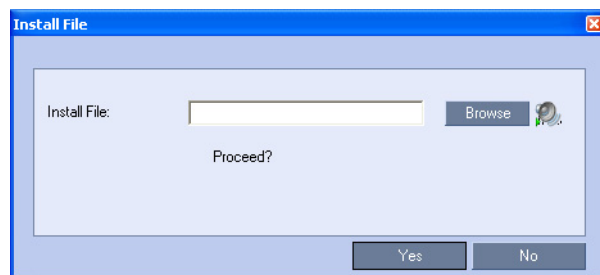 Install File
Install File:
Browse
Proceed?
Yes
No